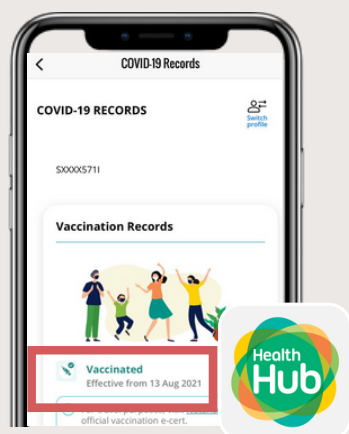 COVID-19 Records
COVID-19 RECORDS
Switch
profile
SXXXX571I
Vaccination Records
Vaccinated
Effective from 13 Aug 2021
official vaccination e-cert.
Health
Hub